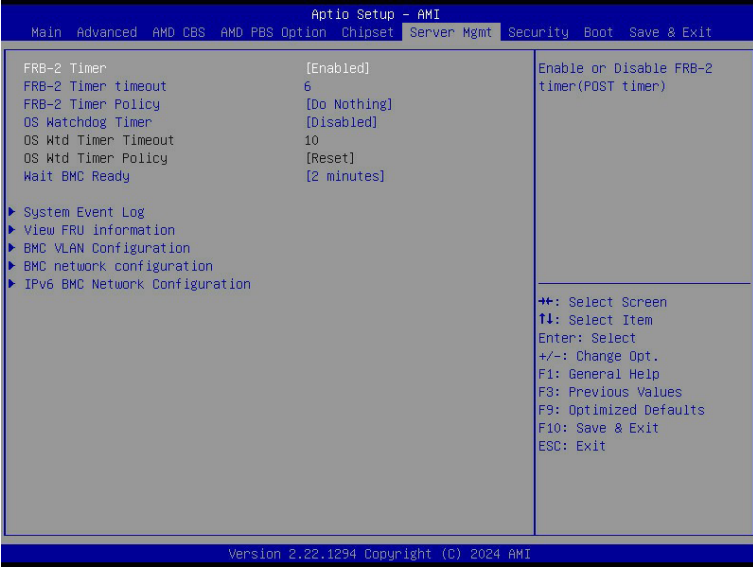 Aptio Setup - AMI
Main Advanced AMD CBS AMD PBS Option Chipset Server Mgmt Security Boot Save & Exit
FRB-2 Timer [Enabled]
FRB-2 Timer timeout 6
FRB-2 Timer Policy [Do Nothing]
OS Watchdog Timer [Disabled]
OS Wtd Timer Timeout 10
OS Wtd Timer Policy [Reset]
Wait BMC Ready [2 minutes]
System Event Log
View FRU information
BMC VLAN Configuration
BMC network configuration
IPv6 BMC Network Configuration
Enable or Disable FRB-2
timer(POST timer)
→←: Select Screen
↑↓: Select Item
Enter: Select
+/-: Change Opt.
F1: General Help
F3: Previous Values
F9: Optimized Defaults
F10: Save & Exit
ESC: Exit
Version 2.22.1294 Copyright (C) 2024 AMI